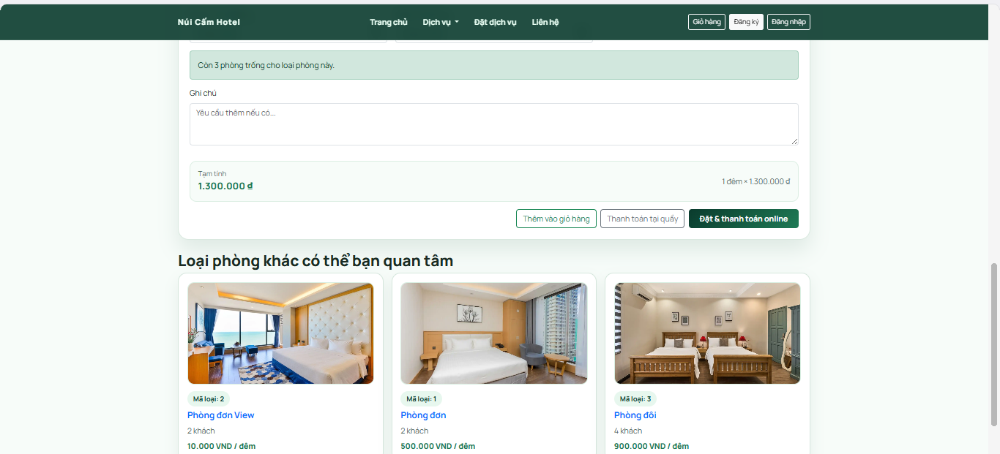 Núi Cấm Hotel
Trang chủ
Dịch vụ
Đặt dịch vụ
Liên hệ
Giỏ hàng
Đăng ký
Đăng nhập
Còn 3 phòng trống cho loại phòng này.
Ghi chú
Yêu cầu thêm nếu có...
Tạm tính
1.300.000 đ
1 đêm × 1.300.000 đ
Thêm vào giỏ hàng
Thanh toán tại quầy
Đặt & thanh toán online
Loại phòng khác có thể bạn quan tâm
Mã loại: 2
Phòng đơn View
2 khách
10.000 VND / đêm
Mã loại: 1
Phòng đơn
2 khách
500.000 VND / đêm
Mã loại: 3
Phòng đôi
4 khách
900.000 VND / đêm